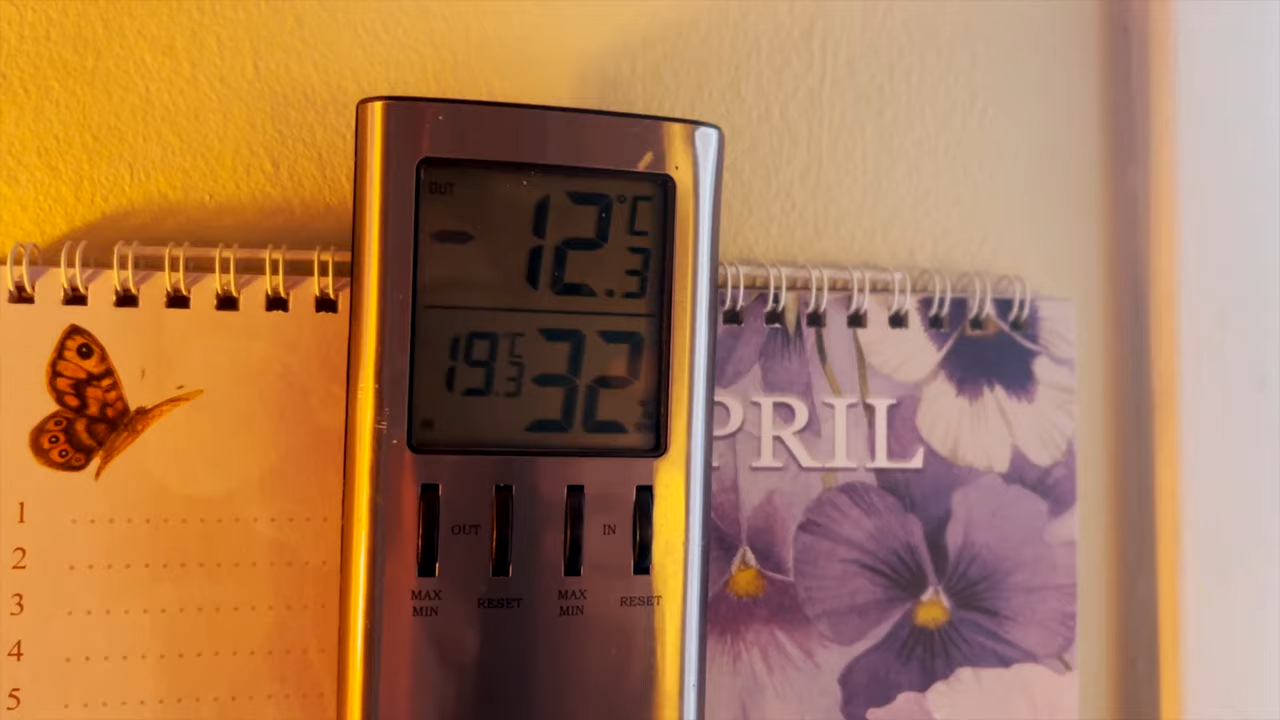 OUT
-12.3 °C
19.3 °C 32
OUT
IN
MAX
MIN
RESET
MAX
MIN
RESET
PRIL
1
2
3
4
5